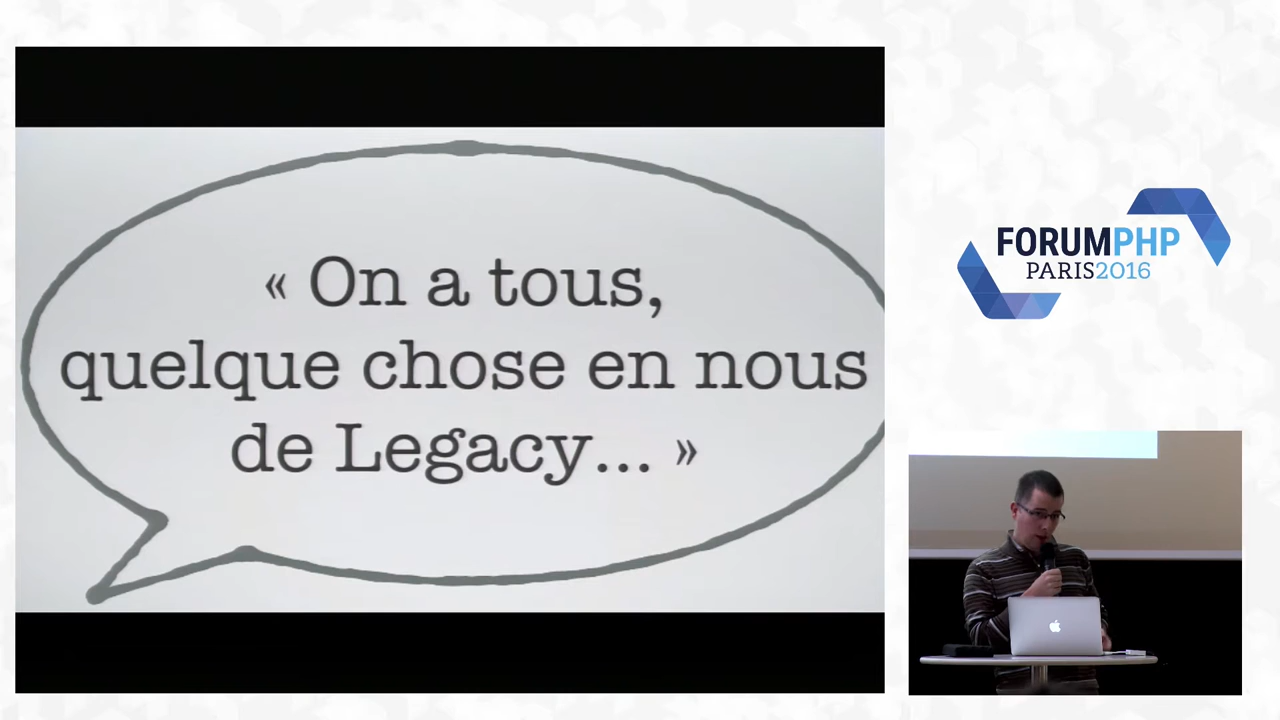 « On a tous,
quelque chose en nous
de Legacy... »
FORUMPHP
PARIS2016